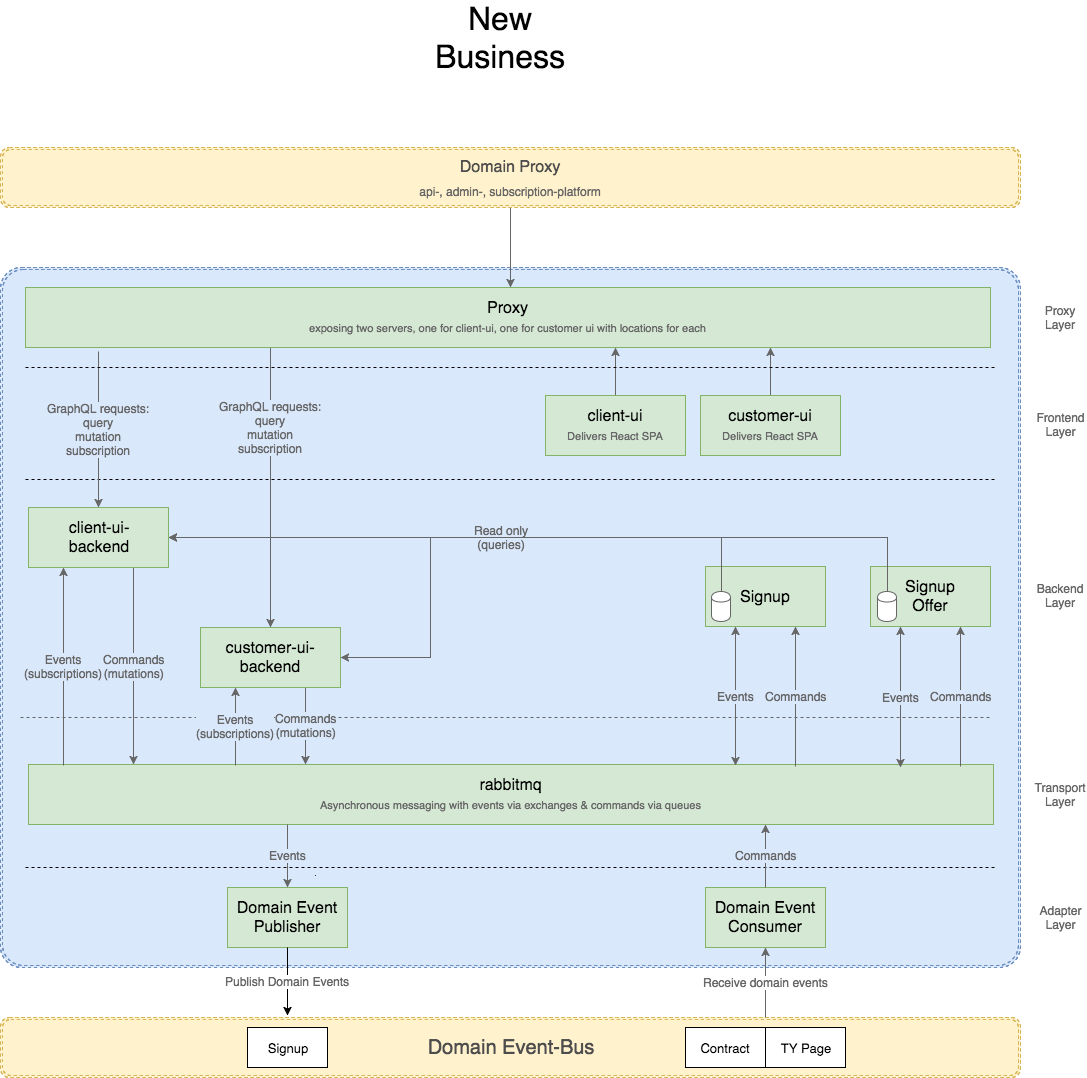 New
Business
Domain Proxy
api-, admin-, subscription-platform
Proxy
exposing two servers, one for client-ui, one for customer ui with locations for each
Proxy
Layer
GraphQL requests:
query
mutation
subscription
GraphQL requests:
query
mutation
subscription
client-ui
Delivers React SPA
customer-ui
Delivers React SPA
Frontend
Layer
client-ui-
backend
Read only
(queries)
Signup
Signup
Offer
Backend
Layer
customer-ui-
backend
Events
(subscriptions)
Commands
(mutations)
Events
(subscriptions)
Commands
(mutations)
Events
Commands
Events
Commands
rabbitmq
Asynchronous messaging with events via exchanges & commands via queues
Transport
Layer
Events
Commands
Domain Event
Publisher
Domain Event
Consumer
Adapter
Layer
Publish Domain Events
Receive domain events
Signup
Domain Event-Bus
Contract
TY Page